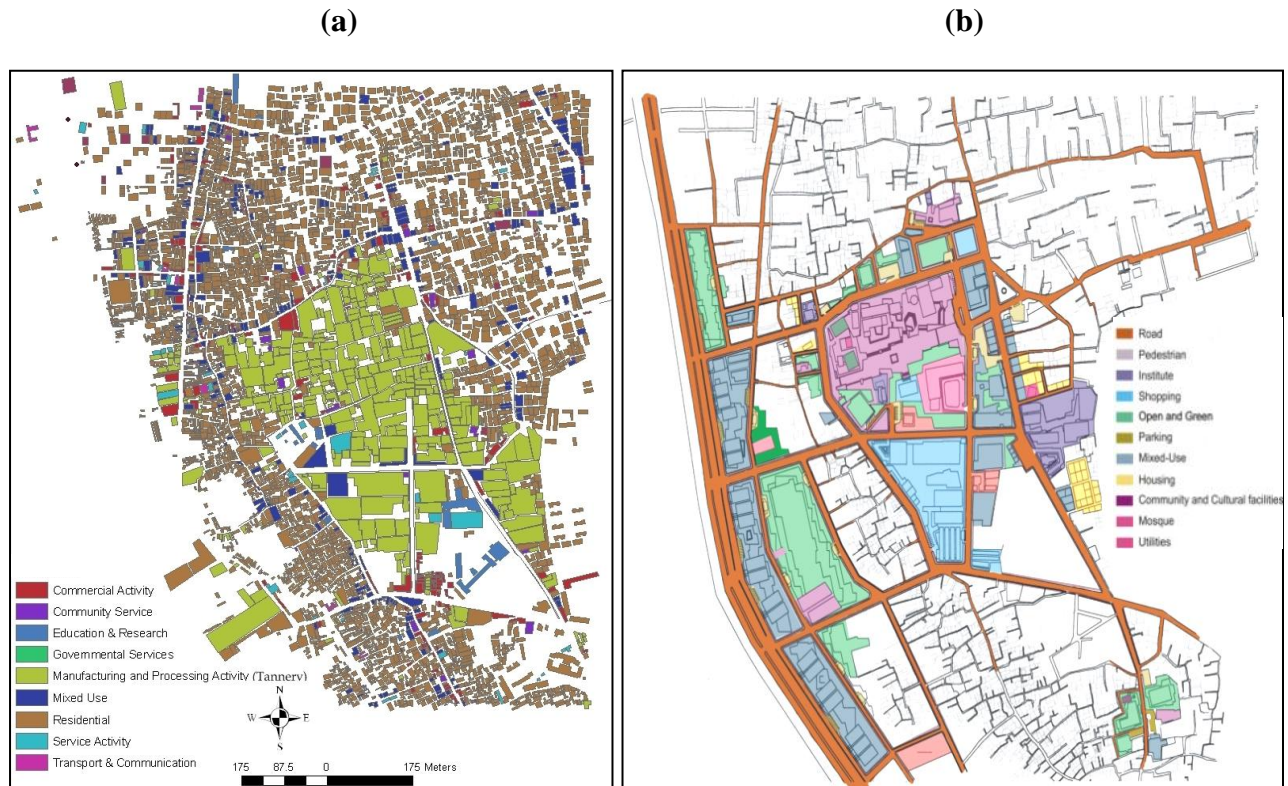 (a)
(b)
Commercial Activity
Community Service
Education & Research
Governmental Services
Manufacturing and Processing Activity (Tannery)
Mixed Use
Residential
Service Activity
Transport & Communication
N
W E
S
175 87.5 0 175 Meters
Road
Pedestrian
Institute
Shopping
Open and Green
Parking
Mixed-Use
Housing
Community and Cultural facilities
Mosque
Utilities